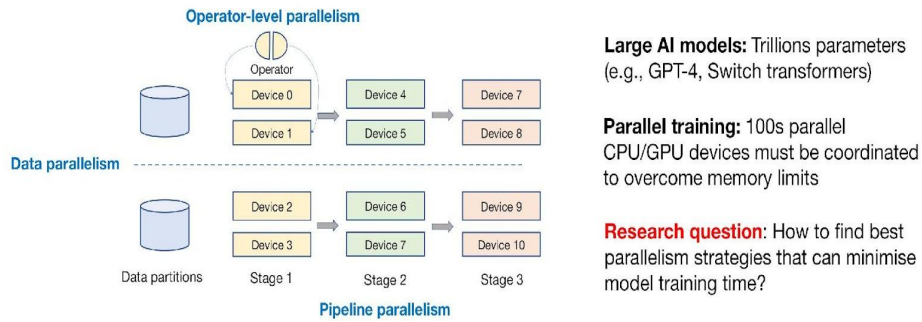 Operator-level parallelism
Operator
Device 0
Device 4
Device 7
Device 1
Device 5
Device 8
Data parallelism
Device 2
Device 6
Device 9
Device 3
Device 7
Device 10
Data partitions
Stage 1
Stage 2
Stage 3
Pipeline parallelism
Large AI models: Trillions parameters
(e.g., GPT-4, Switch transformers)
Parallel training: 100s parallel
CPU/GPU devices must be coordinated
to overcome memory limits
Research question: How to find best
parallelism strategies that can minimise
model training time?